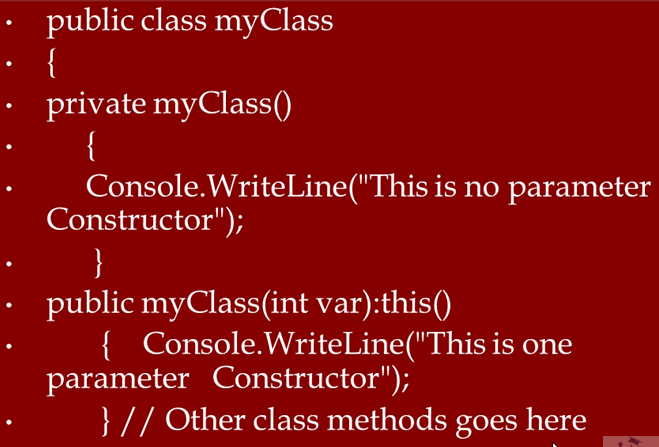 • public class myClass
• {
• private myClass()
• {
• Console.WriteLine("This is no parameter
Constructor");
• }
• public myClass(int var):this()
• { Console.WriteLine("This is one
parameter Constructor");
• } // Other class methods goes here